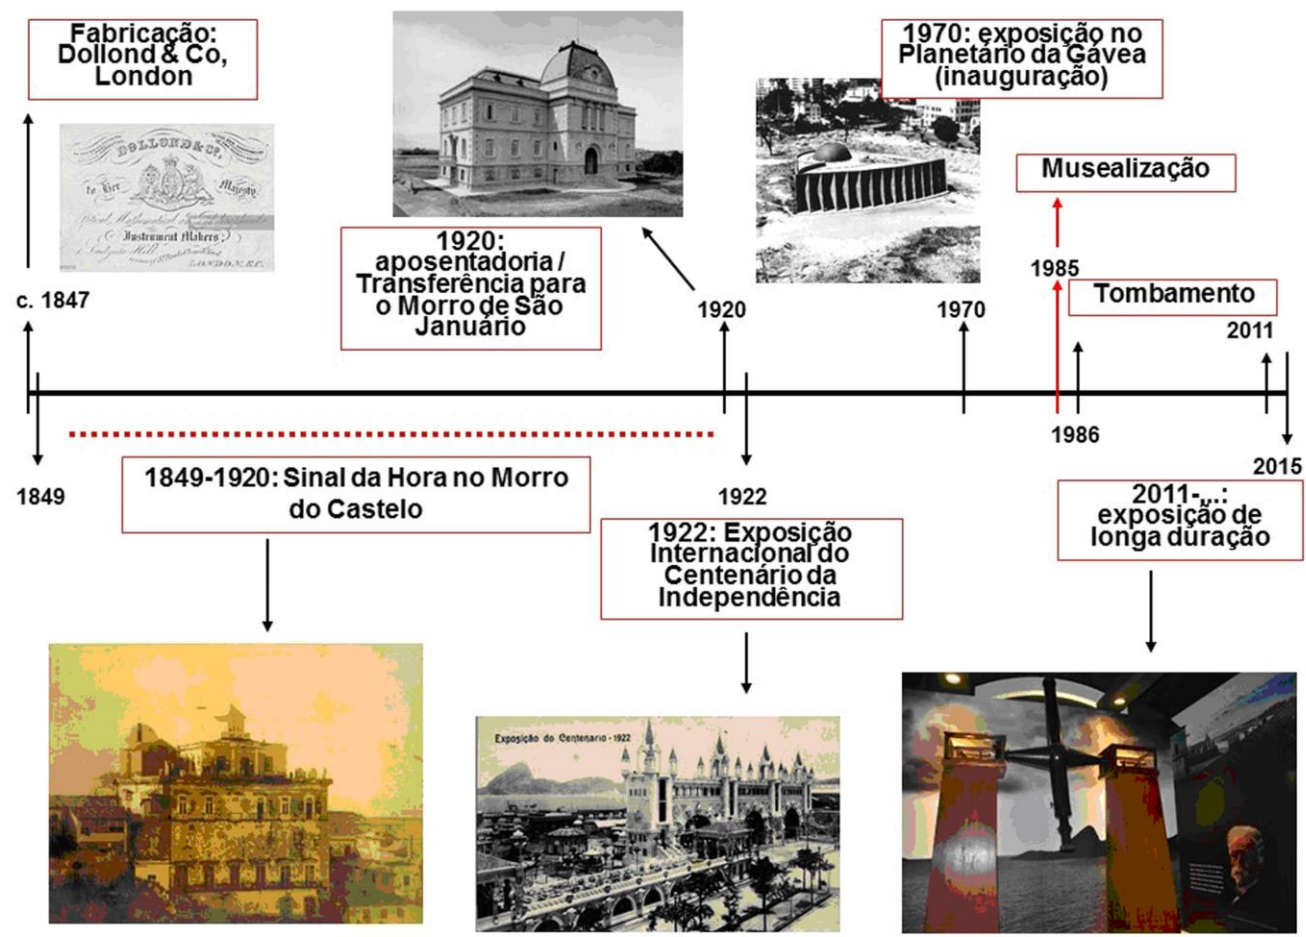 Fabricação:
Dollond & Co,
London
DOLLOND & Co.
to Her Majesty
Instrument Makers;
LONDON.E.C.
c. 1847
1920:
aposentadoria /
Transferência para
o Morro de São
Januário
1920
1970: exposição no
Planetário da Gávea
(inauguração)
1970
Musealização
1985
Tombamento
2011
1849
1849-1920: Sinal da Hora no Morro
do Castelo
1922
1922: Exposição
Internacional do
Centenário da
Independência
1986
2015
2011-...:
exposição de
longa duração
Exposição do Centenario - 1922